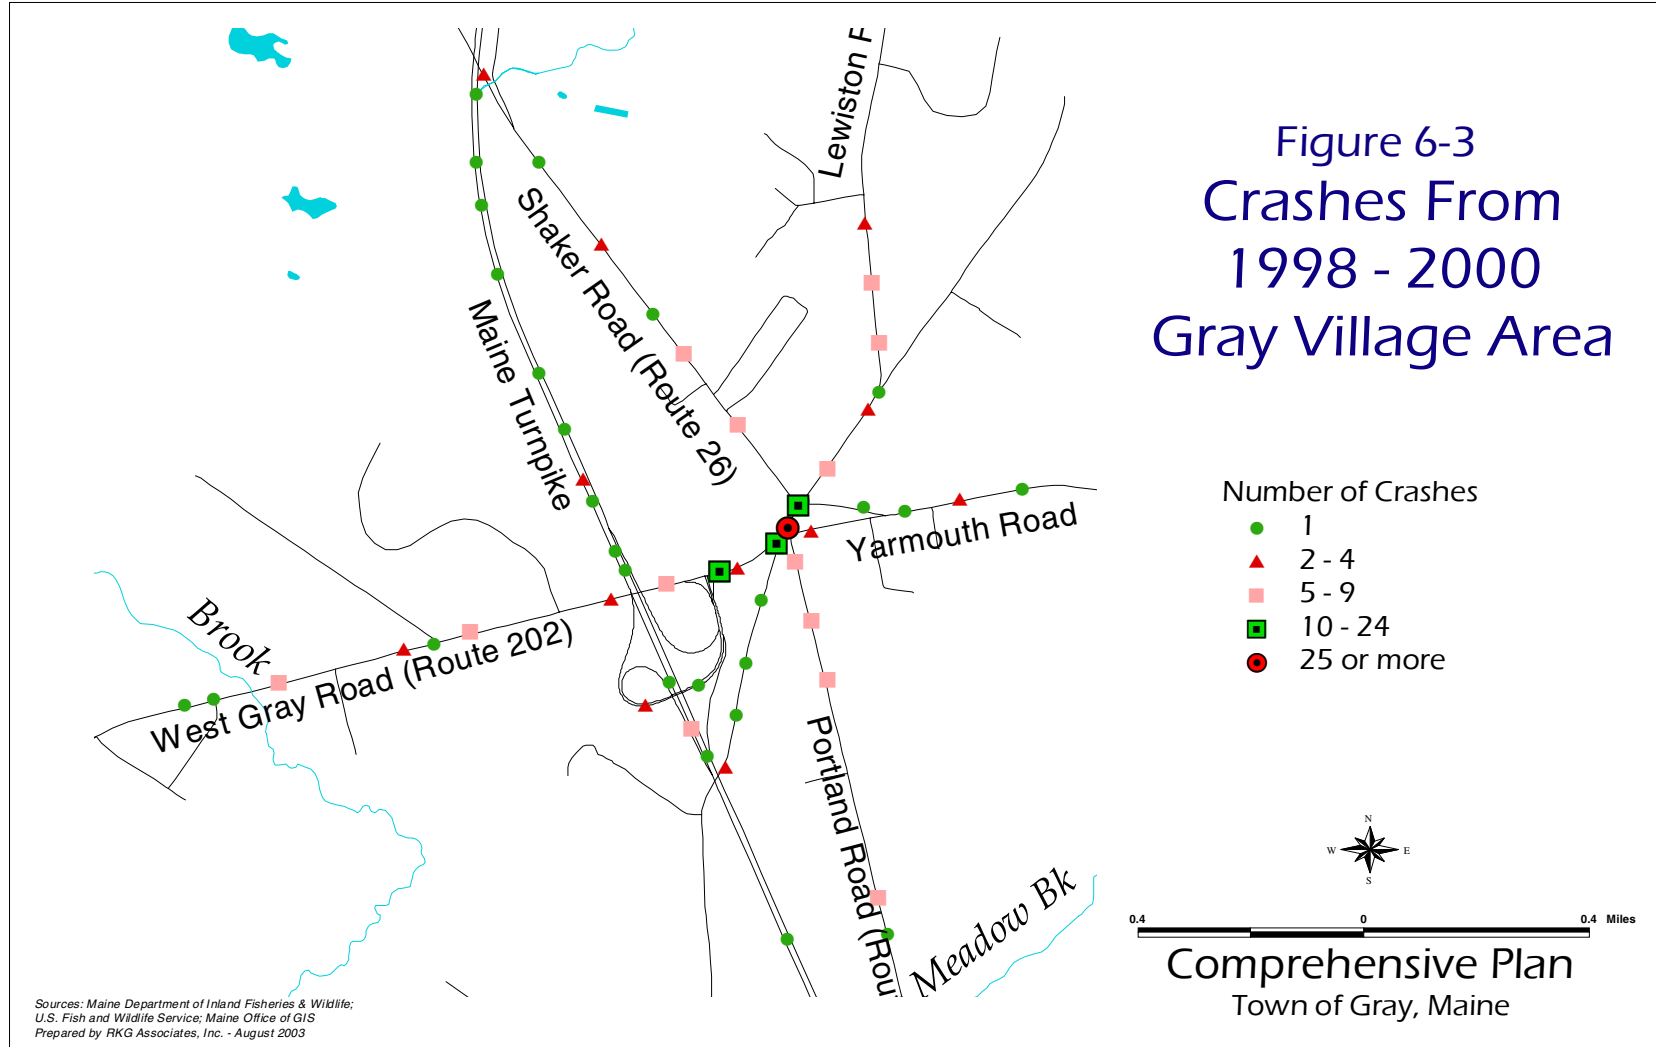 Figure 6-3
Crashes From
1998 - 2000
Gray Village Area
Lewiston
Shaker Road (Route 26)
Maine Turnpike
Yarmouth Road
Brook
West Gray Road (Route 202)
Portland Road (Rou
Meadow Bk
Number of Crashes
1
2 - 4
5 - 9
10 - 24
25 or more
N
W E
S
0.4 0 0.4 Miles
Comprehensive Plan
Town of Gray, Maine
Sources: Maine Department of Inland Fisheries & Wildlife;
U.S. Fish and Wildlife Service; Maine Office of GIS
Prepared by RKG Associates, Inc. - August 2003